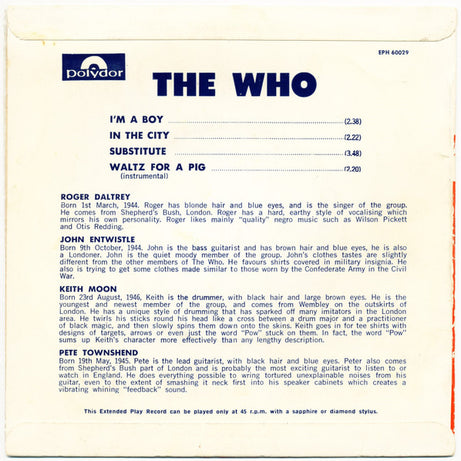 polydor
EPH 60029
THE WHO
I'M A BOY (2.38)
IN THE CITY (2.22)
SUBSTITUTE (3.48)
WALTZ FOR A PIG (2.20)
(instrumental)
ROGER DALTREY
Born 1st March, 1944. Roger has blonde hair and blue eyes, and is the singer of the group.
He comes from Shepherd's Bush, London. Roger has a hard, earthy style of vocalising which
mirrors his own personality. Roger likes mainly "quality" negro music such as Wilson Pickett
and Otis Redding.
JOHN ENTWISTLE
Born 9th October, 1944. John is the bass guitarist and has brown hair and blue eyes, he is also
a Londoner. John is the quiet moody member of the group. John's clothes tastes are slightly
different from the other members of The Who. He favours shirts covered in military insignia. He
also is trying to get some clothes made similar to those worn by the Confederate Army in the Civil
War.
KEITH MOON
Born 23rd August, 1946, Keith is the drummer, with black hair and large brown eyes. He is the
youngest and newest member of the group, and comes from Wembley on the outskirts of
London. He has a unique style of drumming that has sparked off many imitators in the London
area. He twirls his sticks round his head like a cross between a drum major and a practitioner
of black magic, and then slowly spins them down onto the skins. Keith goes in for tee shirts with
designs of targets, arrows or even just the word "Pow" stuck on them. In fact, the word "Pow"
sums up Keith's character more effectively than any lengthy description.
PETE TOWNSHEND
Born 19th May, 1945. Pete is the lead guitarist, with black hair and blue eyes. Peter also comes
from Shepherd's Bush part of London and is probably the most exciting guitarist to listen to or
watch in England. He does everything possible to wring tortured unexplainable noises from his
guitar, even to the extent of smashing it neck first into his speaker cabinets which creates a
vibrating whining "feedback" sound.
This Extended Play Record can be played only at 45 r.p.m. with a sapphire or diamond stylus.